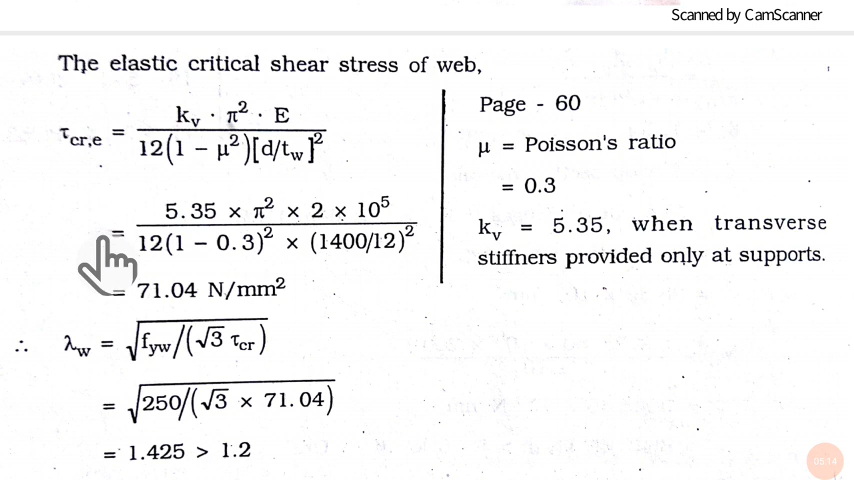 Scanned by CamScanner
The elastic critical shear stress of web,
τcr,e = kv · π² · E / 12(1 − μ²)[d/tw]²
= 5.35 × π² × 2 × 10⁵ / 12(1 − 0.3)² × (1400/12)²
= 71.04 N/mm²
∴ λw = √fyw/(√3 τcr)
= √250/(√3 × 71.04)
= 1.425 > 1.2
Page - 60
μ = Poisson's ratio
= 0.3
kv = 5.35, when transverse
stiffners provided only at supports.
05:14